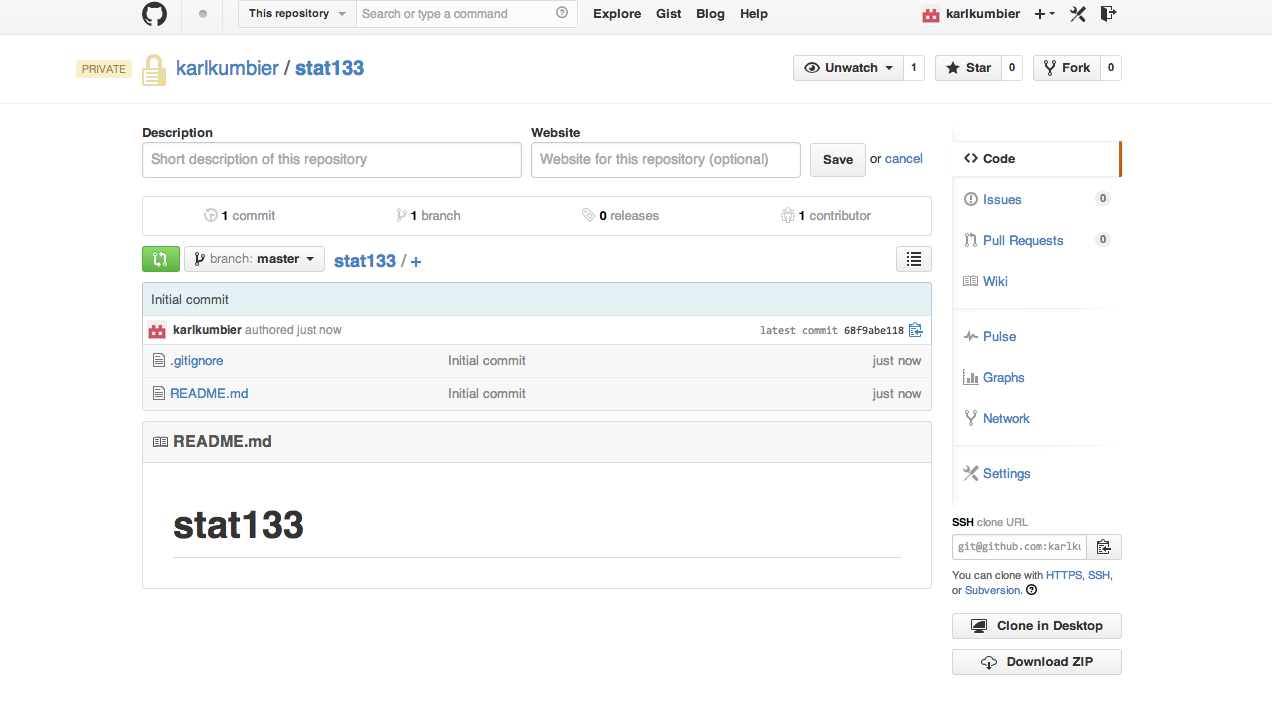 This repository Search or type a command Explore Gist Blog Help karlkumbier
PRIVATE karlkumbier / stat133 Unwatch 1 Star 0 Fork 0
Description Website
Short description of this repository Website for this repository (optional) Save or cancel
1 commit 1 branch 0 releases 1 contributor
branch: master stat133 / +
Initial commit
karlkumbier authored just now latest commit 68f9abe118
.gitignore Initial commit just now
README.md Initial commit just now
README.md
stat133
Code
Issues 0
Pull Requests 0
Wiki
Pulse
Graphs
Network
Settings
SSH clone URL
git@github.com:karlku
You can clone with HTTPS, SSH,
or Subversion.
Clone in Desktop
Download ZIP